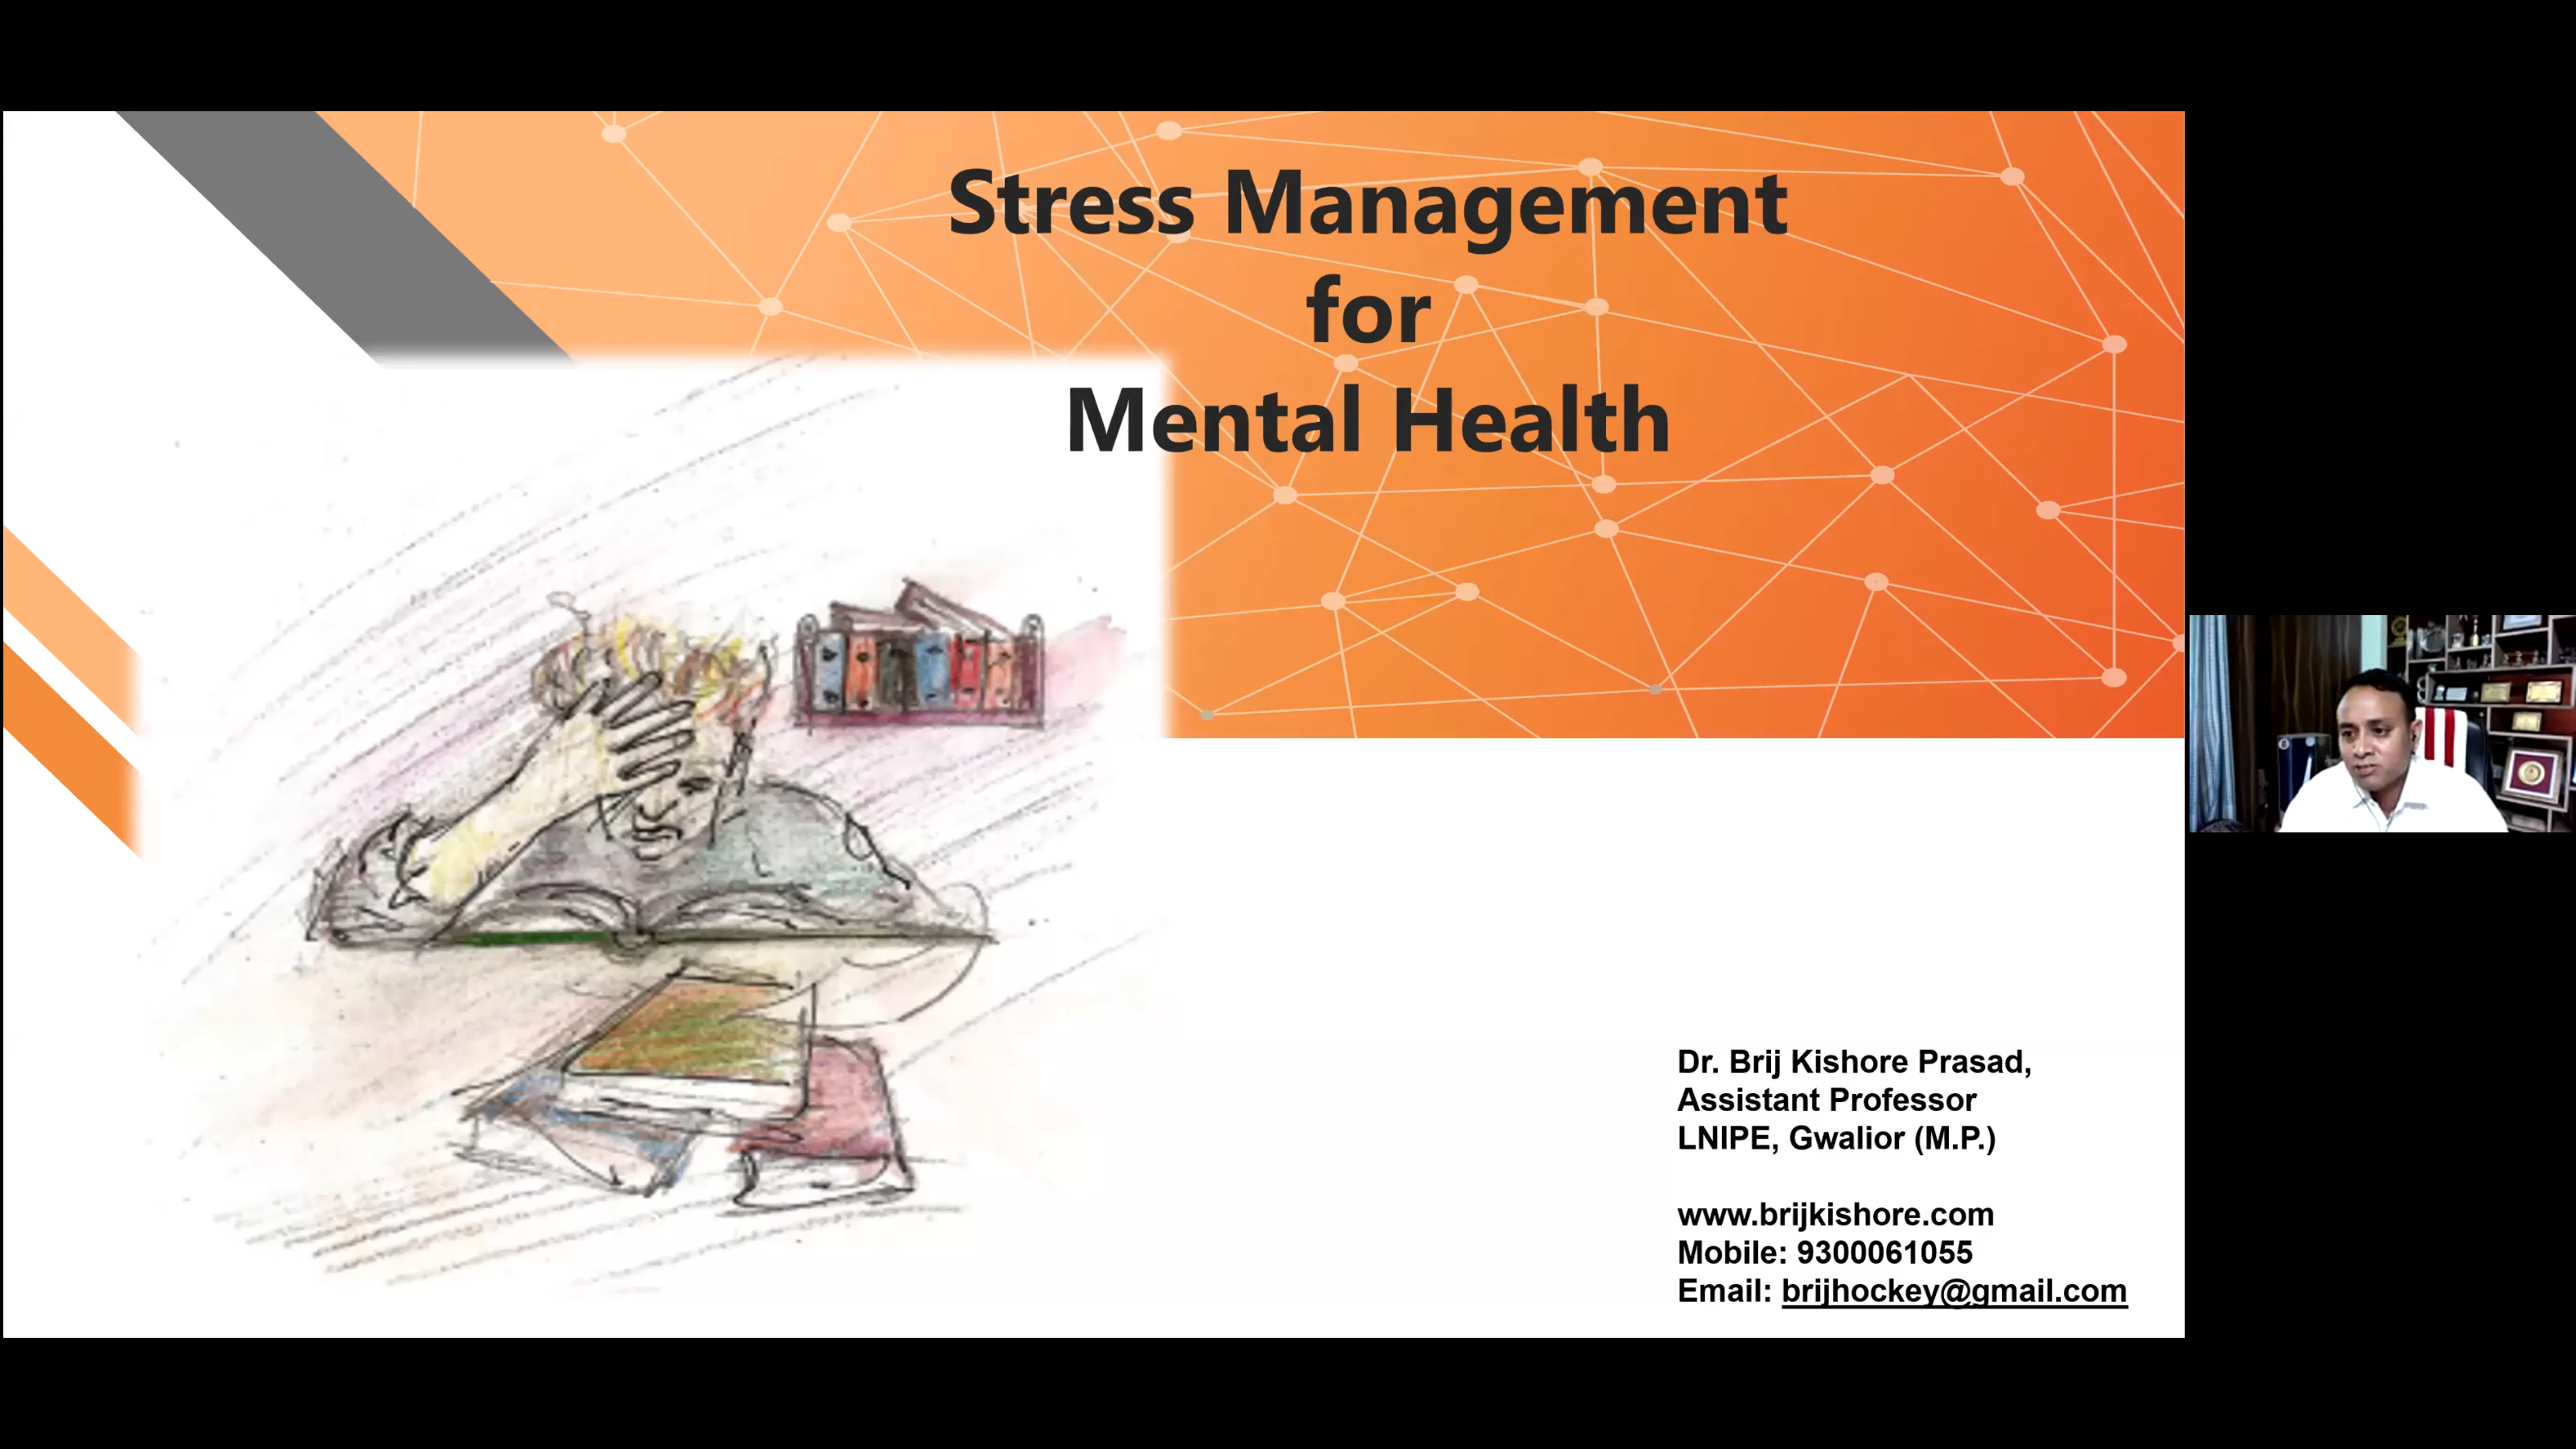 Stress Management
for
Mental Health
Dr. Brij Kishore Prasad,
Assistant Professor
LNIPE, Gwalior (M.P.)
www.brijkishore.com
Mobile: 9300061055
Email: brijhockey@gmail.com